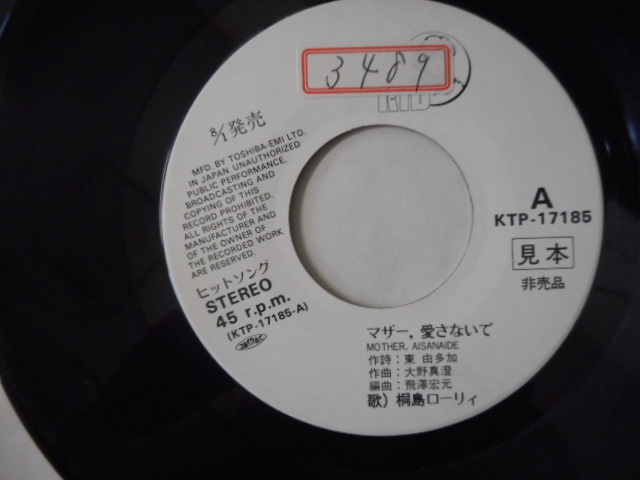 3489
8/1発売
MFD. BY TOSHIBA-EMI LTD.
IN JAPAN UNAUTHORIZED
PUBLIC PERFORMANCE,
BROADCASTING AND
COPYING OF THIS
RECORD PROHIBITED.
ALL RIGHTS OF THE
MANUFACTURER AND
OF THE OWNER OF
THE RECORDED WORK
ARE RESERVED.
ヒットソング
STEREO
45 r.p.m.
(KTP-17185-A)
A
KTP-17185
見本
非売品
マザー,愛さないで
MOTHER, AISANAIDE
作詩:東 由多加
作曲:大野真澄
編曲:飛澤宏元
歌)桐島ローリィ